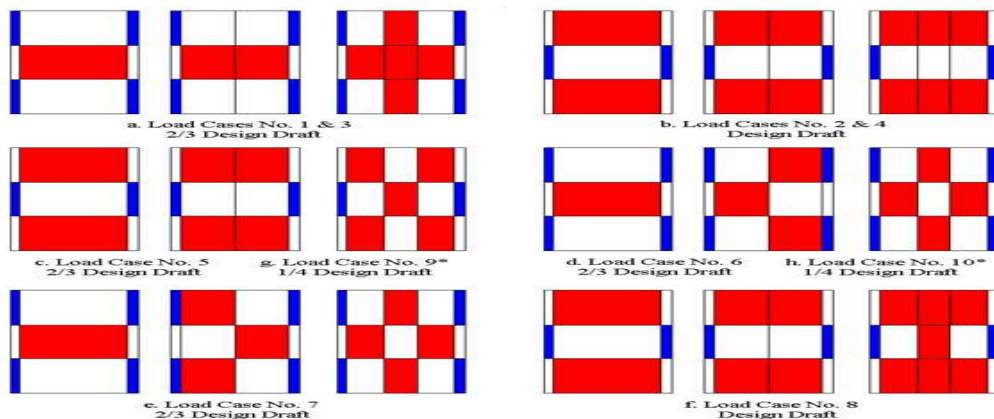 a. Load Cases No. 1 & 3
2/3 Design Draft
b. Load Cases No. 2 & 4
Design Draft
c. Load Case No. 5
2/3 Design Draft
g. Load Case No. 9*
1/4 Design Draft
d. Load Case No. 6
2/3 Design Draft
h. Load Case No. 10*
1/4 Design Draft
e. Load Case No. 7
2/3 Design Draft
f. Load Case No. 8
Design Draft